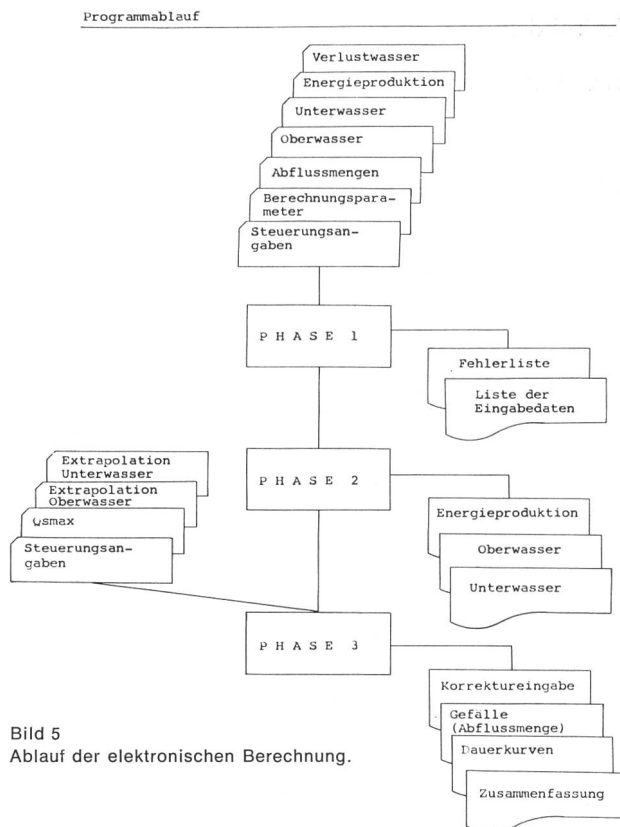 Programmablauf
Verlustwasser
Energieproduktion
Unterwasser
Oberwasser
Abflussmengen
Berechnungspara-
meter
Steuerungsan-
gaben
PHASE 1
Fehlerliste
Liste der
Eingabedaten
Extrapolation
Unterwasser
Extrapolation
Oberwasser
Qsmax
Steuerungsan-
gaben
PHASE 2
Energieproduktion
Oberwasser
Unterwasser
PHASE 3
Korrektureingabe
Gefälle
(Abflussmenge)
Dauerkurven
Zusammenfassung
Bild 5
Ablauf der elektronischen Berechnung.